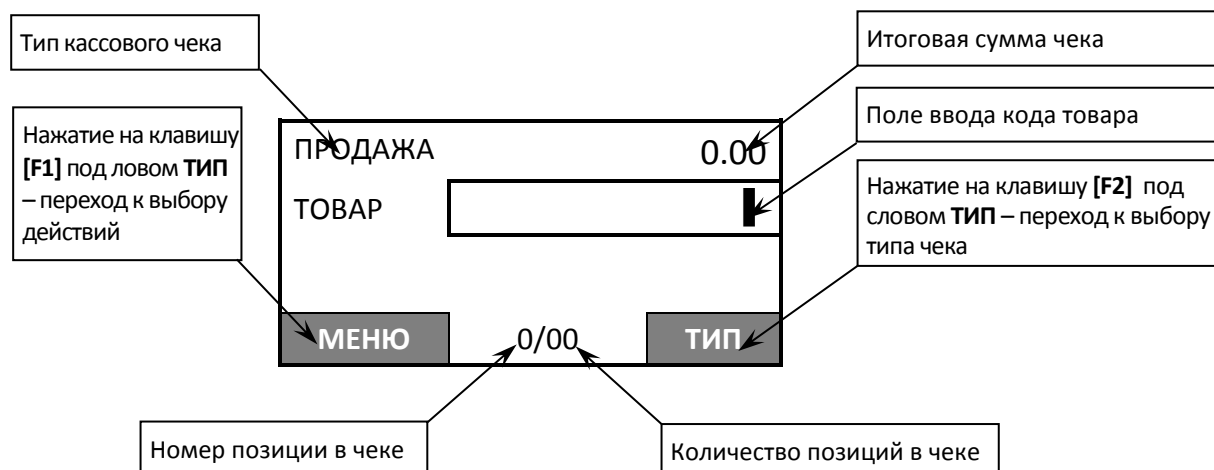 Тип кассового чека
Итоговая сумма чека
Нажатие на клавишу
[F1] под ловом ТИП
– переход к выбору
действий
Поле ввода кода товара
Нажатие на клавишу [F2] под
словом ТИП – переход к выбору
типа чека
ПРОДАЖА 0.00
ТОВАР
МЕНЮ 0/00 ТИП
Номер позиции в чеке
Количество позиций в чеке